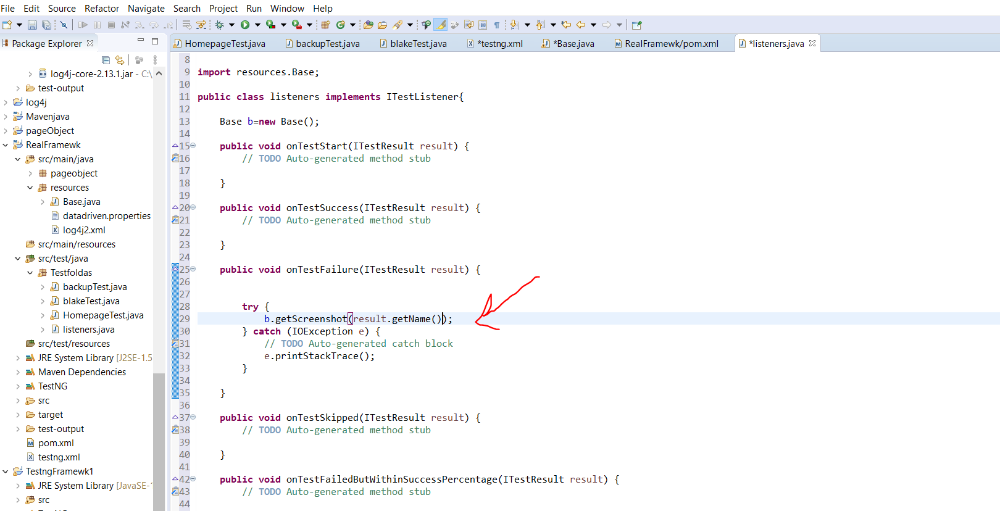 File Edit Source Refactor Navigate Search Project Run Window Help
Package Explorer
HomepageTest.java backupTest.java blakeTest.java *testng.xml *Base.java RealFramewk/pom.xml *listeners.java
log4j-core-2.13.1.jar - C:\
test-output
log4j
Mavenjava
pageObject
RealFramewk
src/main/java
pageobject
resources
Base.java
datadriven.properties
log4j2.xml
src/main/resources
src/test/java
Testfoldas
backupTest.java
blakeTest.java
HomepageTest.java
listeners.java
src/test/resources
JRE System Library [J2SE-1.5
Maven Dependencies
TestNG
src
target
test-output
pom.xml
testng.xml
TestngFramewk1
JRE System Library [JavaSE-1
src
8
9 import resources.Base;
10
11 public class listeners implements ITestListener{
12
13 Base b=new Base();
14
15 public void onTestStart(ITestResult result) {
16 // TODO Auto-generated method stub
17
18 }
19
20 public void onTestSuccess(ITestResult result) {
21 // TODO Auto-generated method stub
22
23 }
24
25 public void onTestFailure(ITestResult result) {
26
27
28 try {
29 b.getScreenshot(result.getName());
30 } catch (IOException e) {
31 // TODO Auto-generated catch block
32 e.printStackTrace();
33 }
34
35 }
36
37 public void onTestSkipped(ITestResult result) {
38 // TODO Auto-generated method stub
39
40 }
41
42 public void onTestFailedButWithinSuccessPercentage(ITestResult result) {
43 // TODO Auto-generated method stub
44